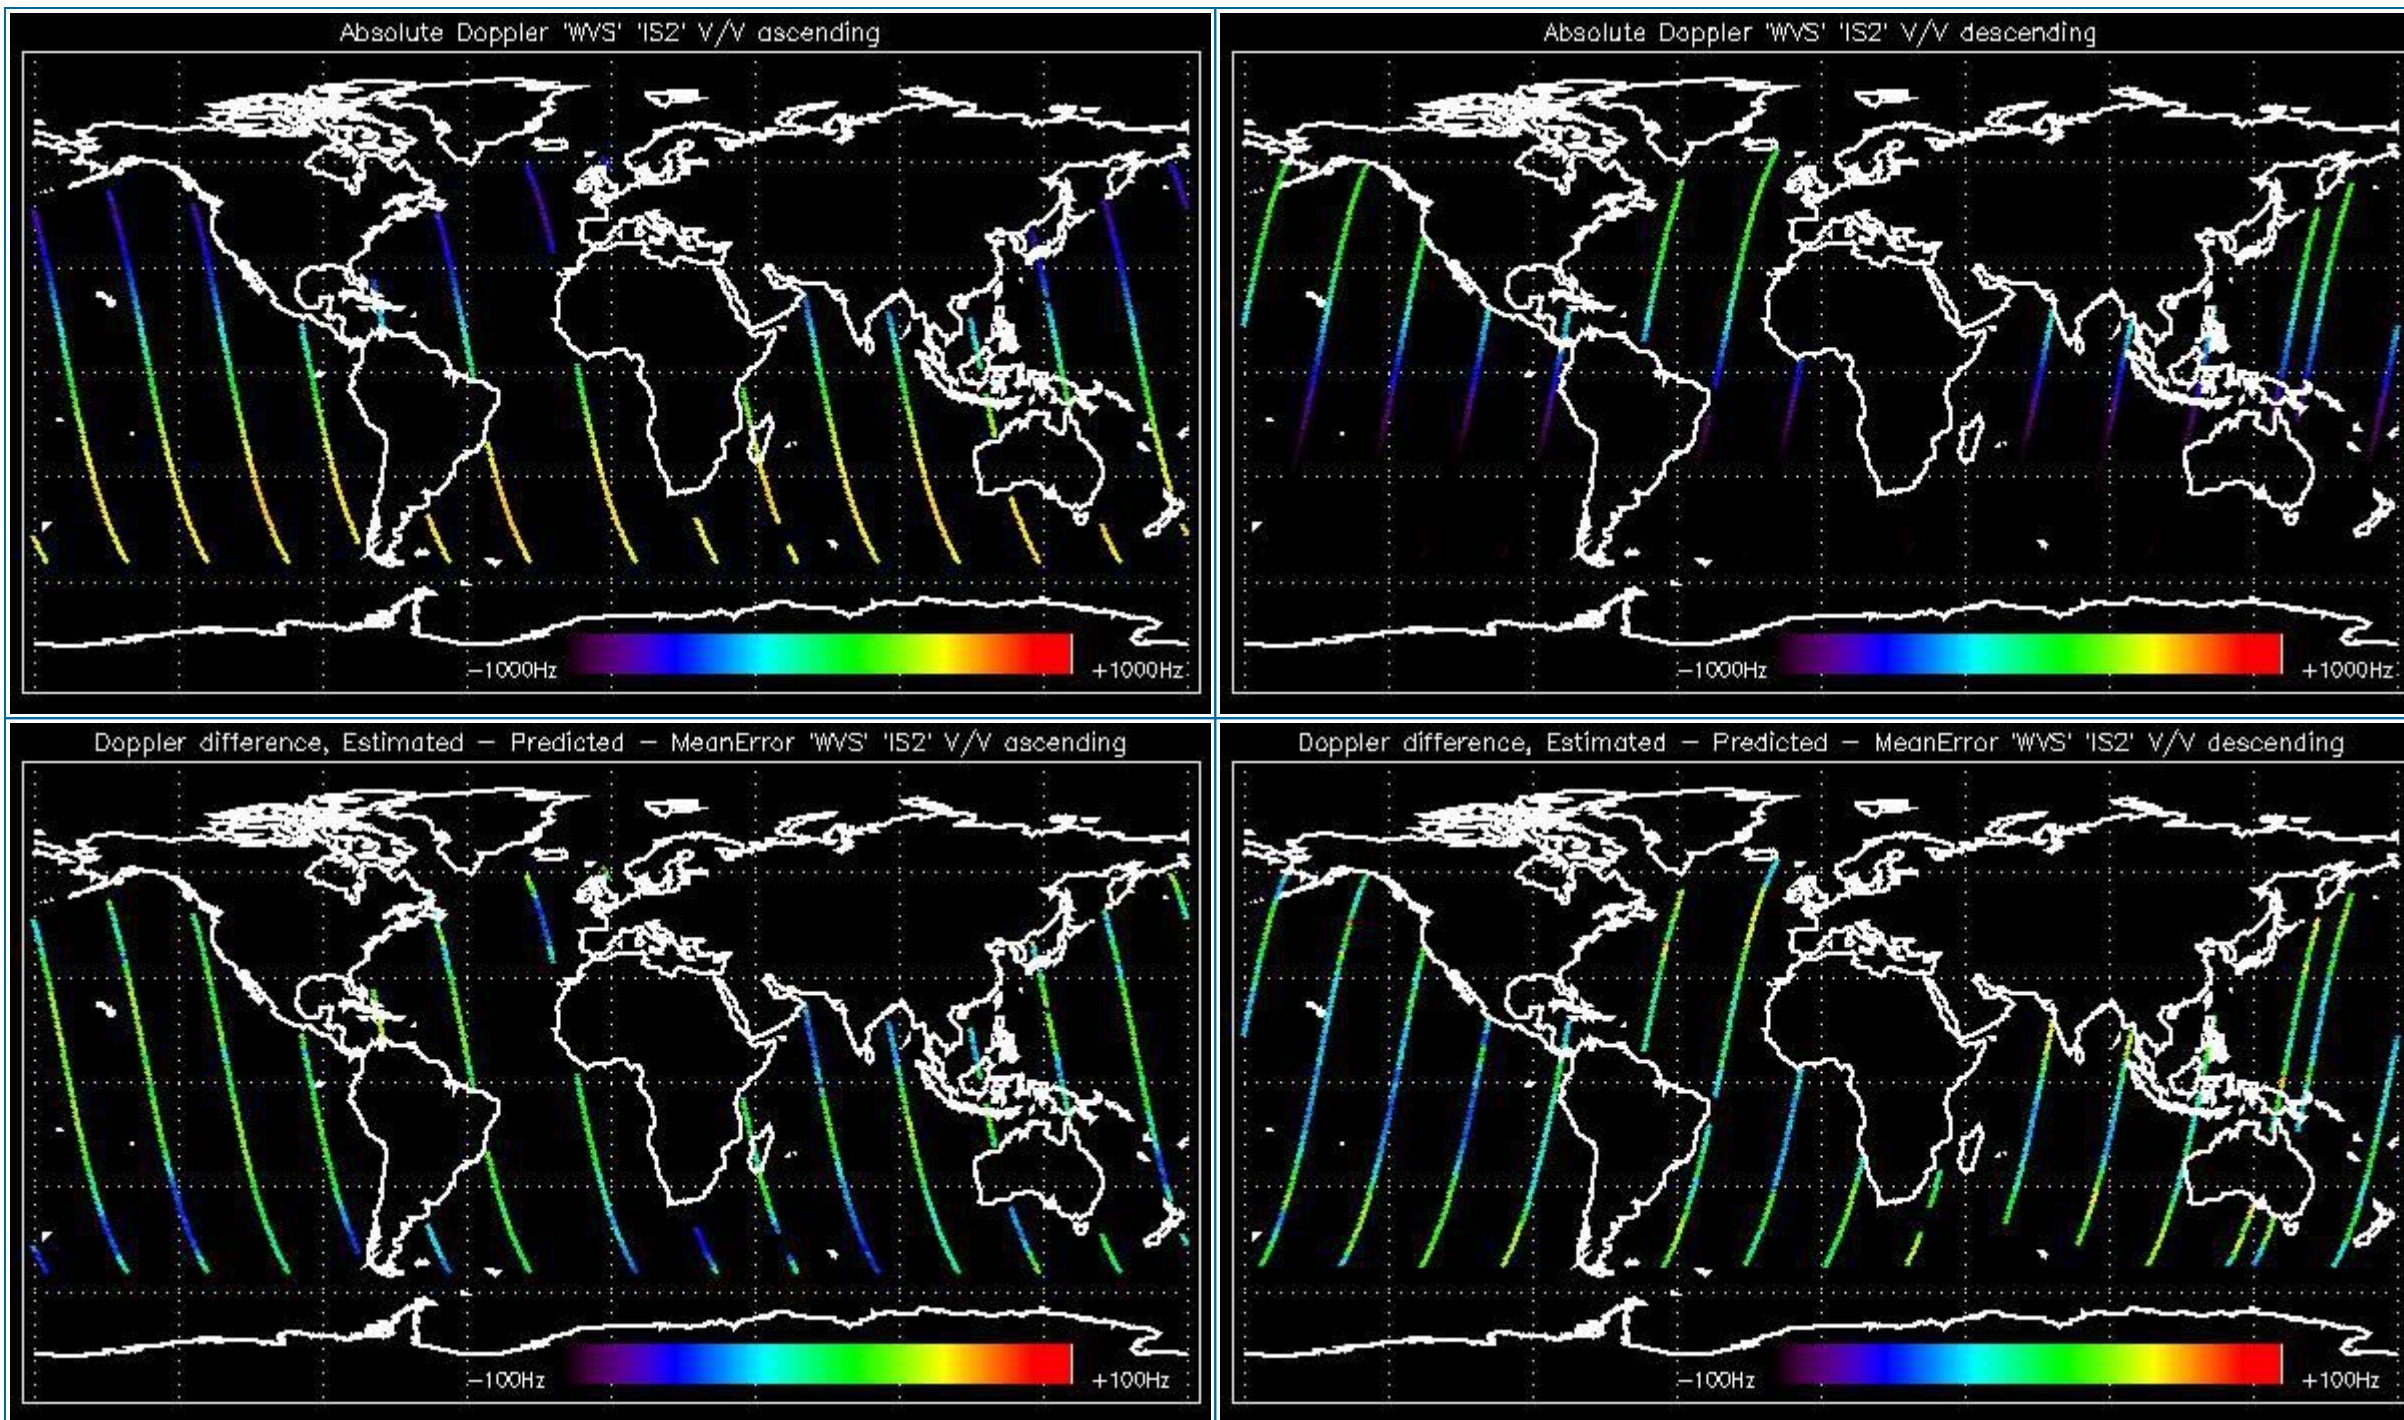 Absolute Doppler 'WVS' 'IS2' V/V ascending
−1000Hz
+1000Hz
Absolute Doppler 'WVS' 'IS2' V/V descending
−1000Hz
+1000Hz
Doppler difference, Estimated − Predicted − MeanError 'WVS' 'IS2' V/V ascending
−100Hz
+100Hz
Doppler difference, Estimated − Predicted − MeanError 'WVS' 'IS2' V/V descending
−100Hz
+100Hz